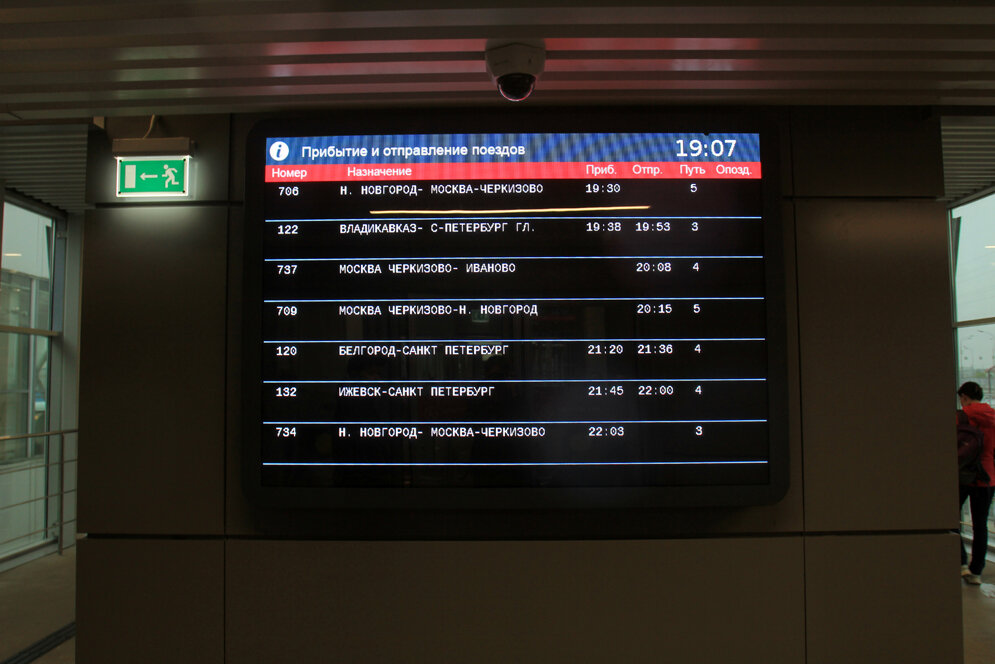 i Прибытие и отправление поездов 19:07
Номер Назначение Приб. Отпр. Путь Опозд.
706 Н. НОВГОРОД- МОСКВА-ЧЕРКИЗОВО 19:30 5
122 ВЛАДИКАВКАЗ- С-ПЕТЕРБУРГ ГЛ. 19:38 19:53 3
737 МОСКВА ЧЕРКИЗОВО- ИВАНОВО 20:08 4
709 МОСКВА ЧЕРКИЗОВО-Н. НОВГОРОД 20:15 5
120 БЕЛГОРОД-САНКТ ПЕТЕРБУРГ 21:20 21:36 4
132 ИЖЕВСК-САНКТ ПЕТЕРБУРГ 21:45 22:00 4
734 Н. НОВГОРОД- МОСКВА-ЧЕРКИЗОВО 22:03 3